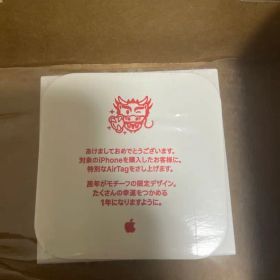 あけましておめでとうございます。
対象のiPhoneを購入したお客様に、
特別なAirTagをさし上げます。
辰年がモチーフの限定デザイン。
たくさんの幸運をつかめる
1年になりますように。